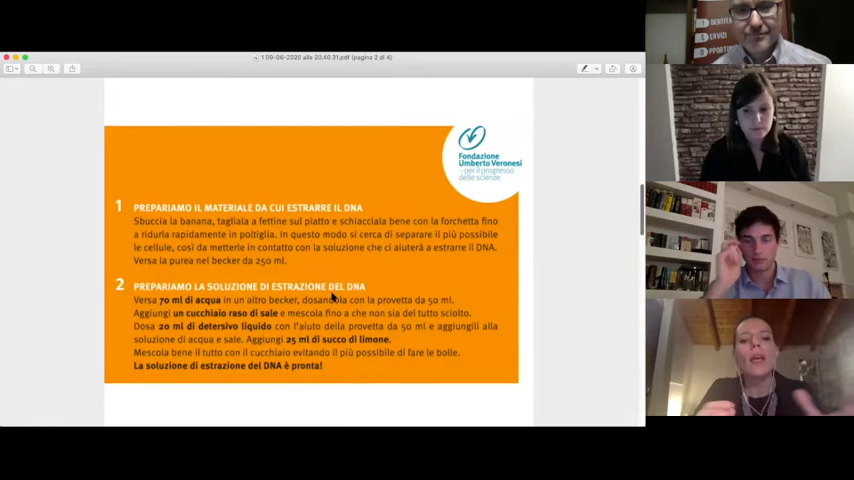 1 09-06-2020 alle 20.40.31.pdf (pagina 2 di 4)
Fondazione
Umberto Veronesi
– per il progresso
delle scienze
1 PREPARIAMO IL MATERIALE DA CUI ESTRARRE IL DNA
Sbuccia la banana, tagliala a fettine sul piatto e schiacciala bene con la forchetta fino
a ridurla rapidamente in poltiglia. In questo modo si cerca di separare il più possibile
le cellule, così da metterle in contatto con la soluzione che ci aiuterà a estrarre il DNA.
Versa la purea nel becker da 250 ml.
2 PREPARIAMO LA SOLUZIONE DI ESTRAZIONE DEL DNA
Versa 70 ml di acqua in un altro becker, dosandola con la provetta da 50 ml.
Aggiungi un cucchiaio raso di sale e mescola fino a che non sia del tutto sciolto.
Dosa 20 ml di detersivo liquido con l'aiuto della provetta da 50 ml e aggiungili alla
soluzione di acqua e sale. Aggiungi 25 ml di succo di limone.
Mescola bene il tutto con il cucchiaio evitando il più possibile di fare le bolle.
La soluzione di estrazione del DNA è pronta!
IDENTITÀ
SERVIZI
OPPORTUN